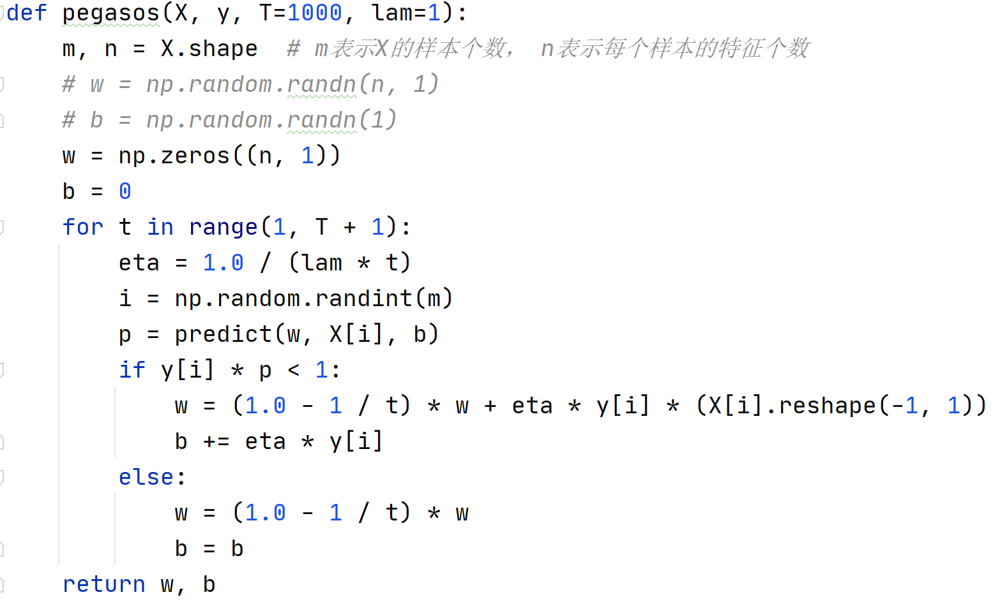 def pegasos(X, y, T=1000, lam=1):
    m, n = X.shape  # m表示X的样本个数， n表示每个样本的特征个数
    # w = np.random.randn(n, 1)
    # b = np.random.randn(1)
    w = np.zeros((n, 1))
    b = 0
    for t in range(1, T + 1):
        eta = 1.0 / (lam * t)
        i = np.random.randint(m)
        p = predict(w, X[i], b)
        if y[i] * p < 1:
            w = (1.0 - 1 / t) * w + eta * y[i] * (X[i].reshape(-1, 1))
            b += eta * y[i]
        else:
            w = (1.0 - 1 / t) * w
            b = b
    return w, b